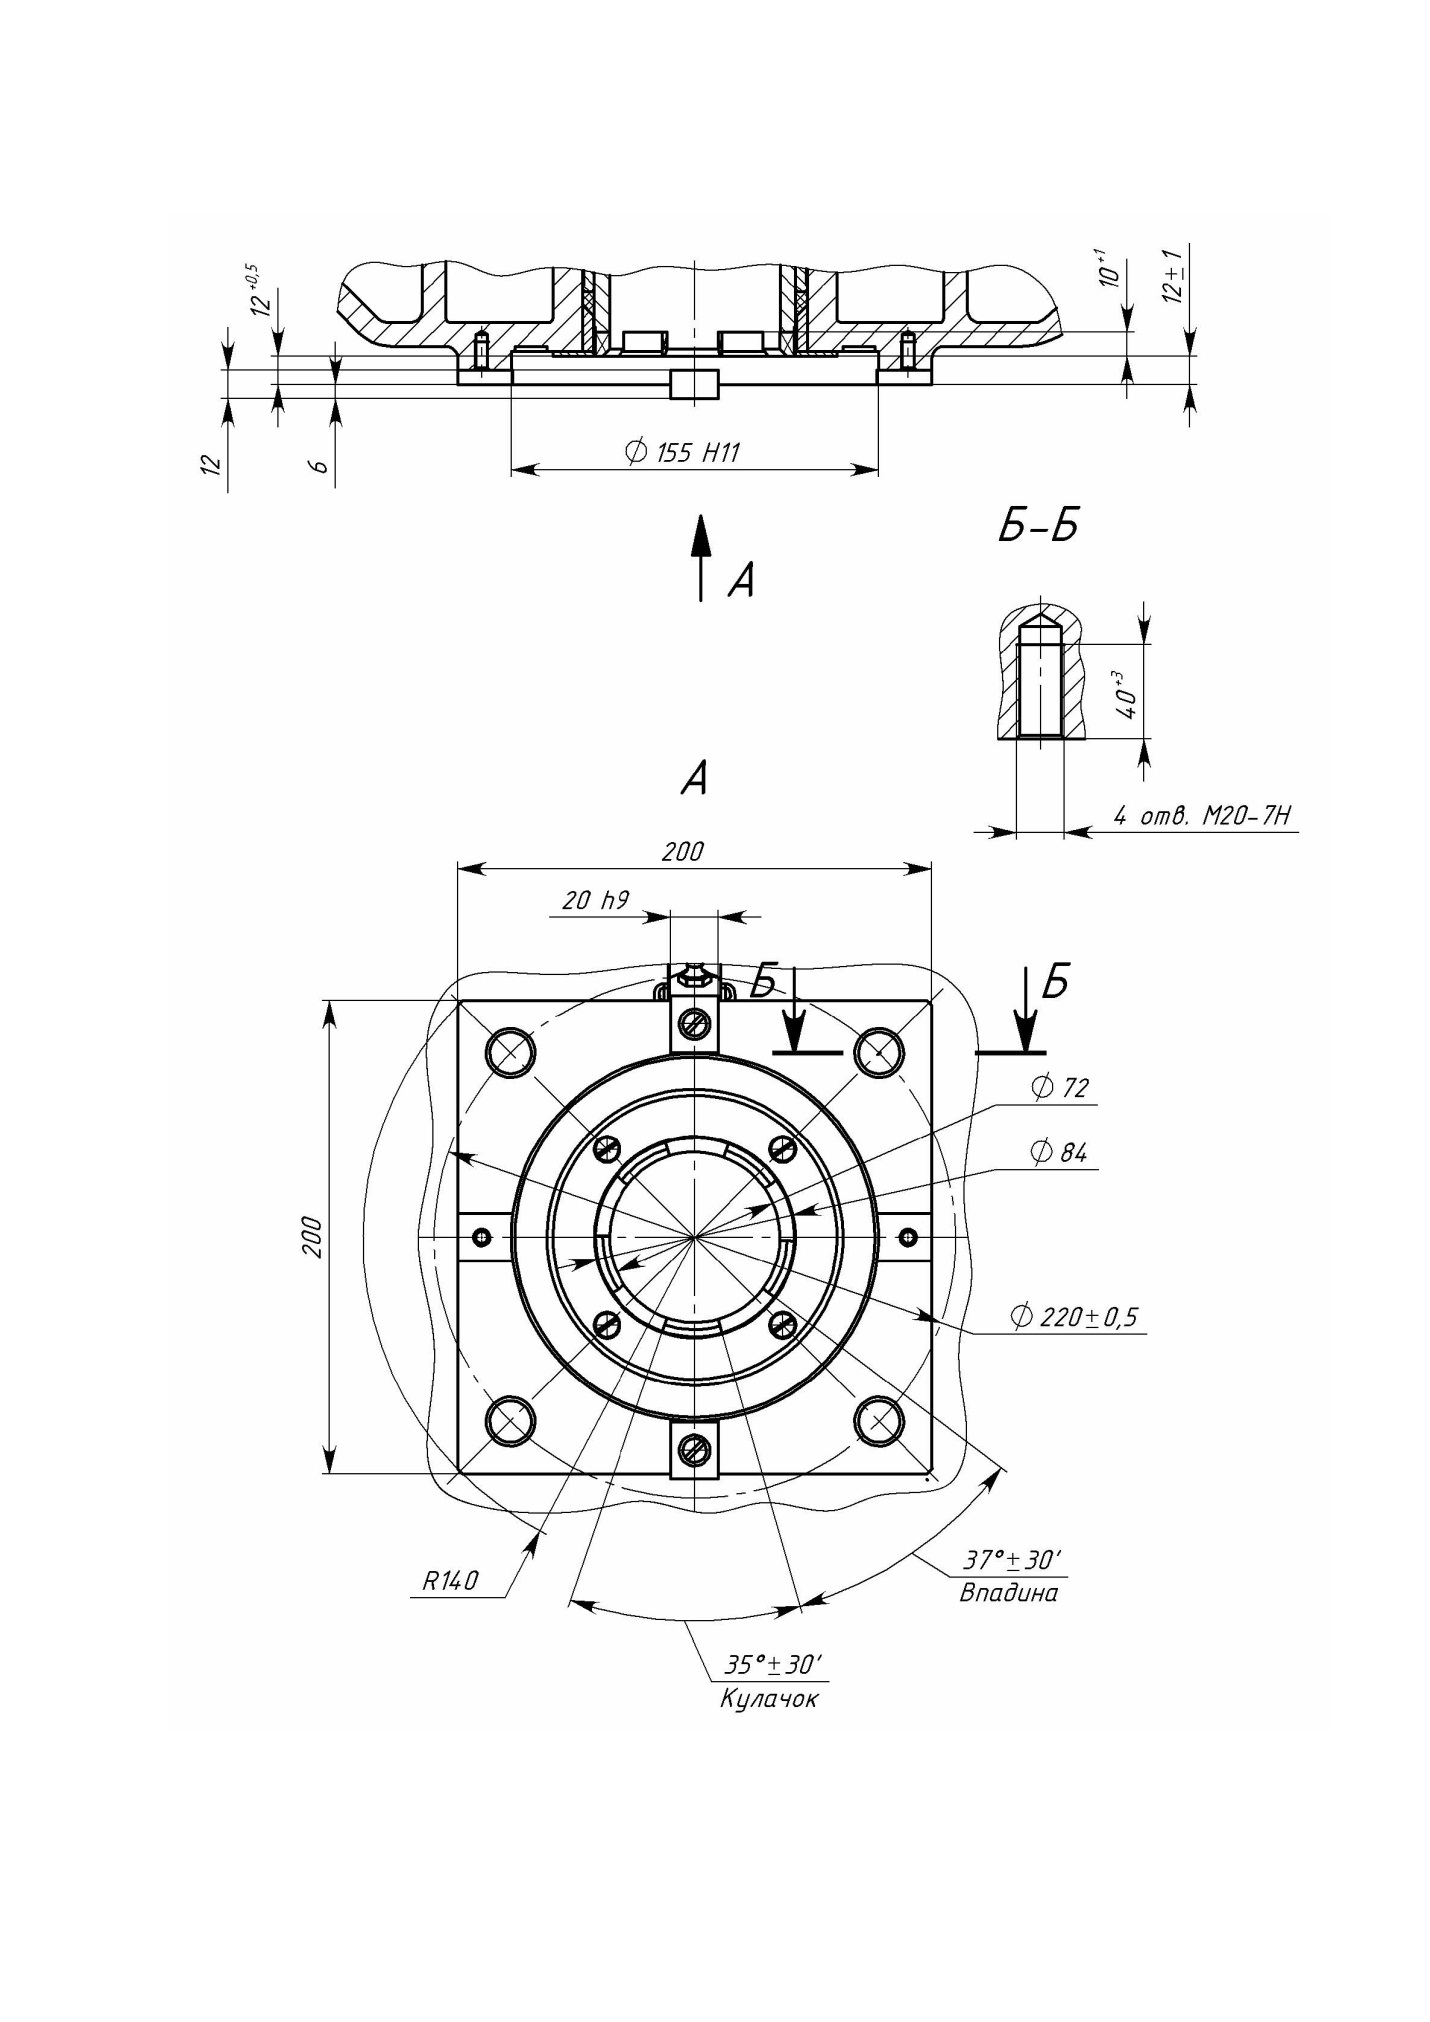 12 +0,5
10 +1
12±1
12
6
∅ 155 H11
А
Б-Б
40 +3
4 отв. М20-7Н
А
200
20 h9
Б
Б
∅ 72
∅ 84
200
∅ 220±0,5
R140
37°±30′
Впадина
35°±30′
Кулачок